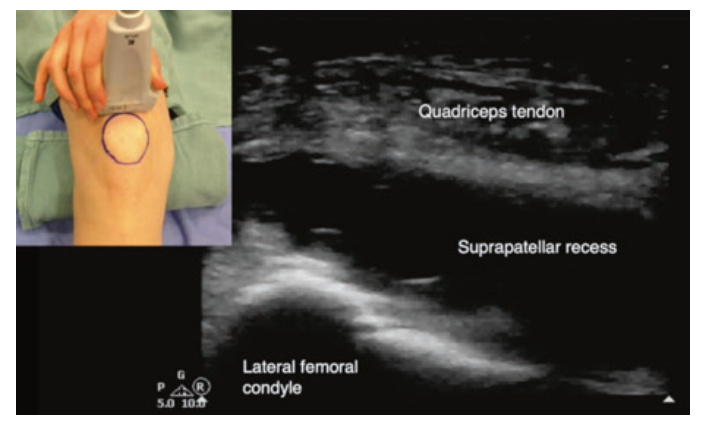 Quadriceps tendon
Suprapatellar recess
Lateral femoral
condyle
G
P R
5.0 10.0